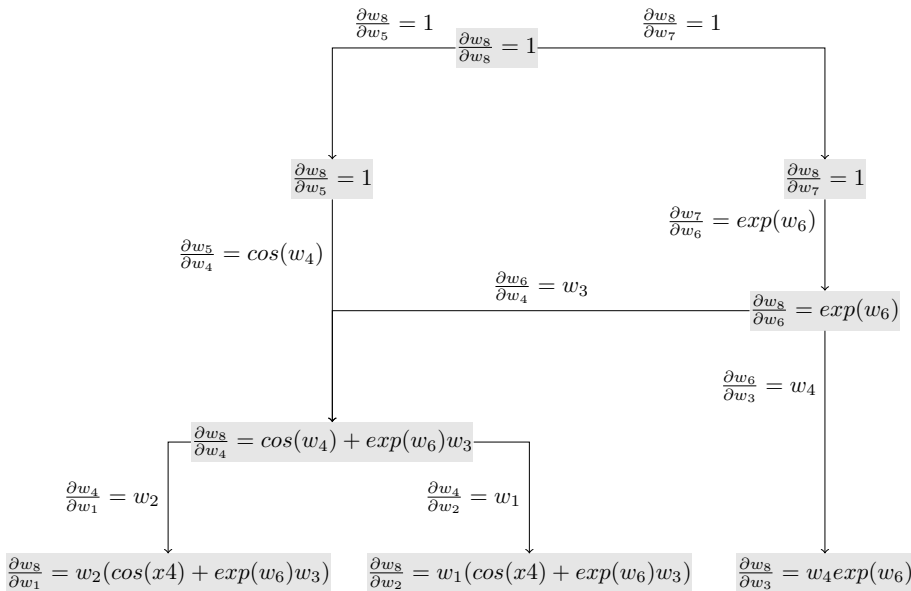 ∂w₈/∂w₅ = 1
∂w₈/∂w₇ = 1
∂w₈/∂w₈ = 1
∂w₈/∂w₅ = 1
∂w₈/∂w₇ = 1
∂w₇/∂w₆ = exp(w₆)
∂w₅/∂w₄ = cos(w₄)
∂w₆/∂w₄ = w₃
∂w₈/∂w₆ = exp(w₆)
∂w₆/∂w₃ = w₄
∂w₈/∂w₄ = cos(w₄) + exp(w₆)w₃
∂w₄/∂w₁ = w₂
∂w₄/∂w₂ = w₁
∂w₈/∂w₁ = w₂(cos(x4) + exp(w₆)w₃)
∂w₈/∂w₂ = w₁(cos(x4) + exp(w₆)w₃)
∂w₈/∂w₃ = w₄exp(w₆)